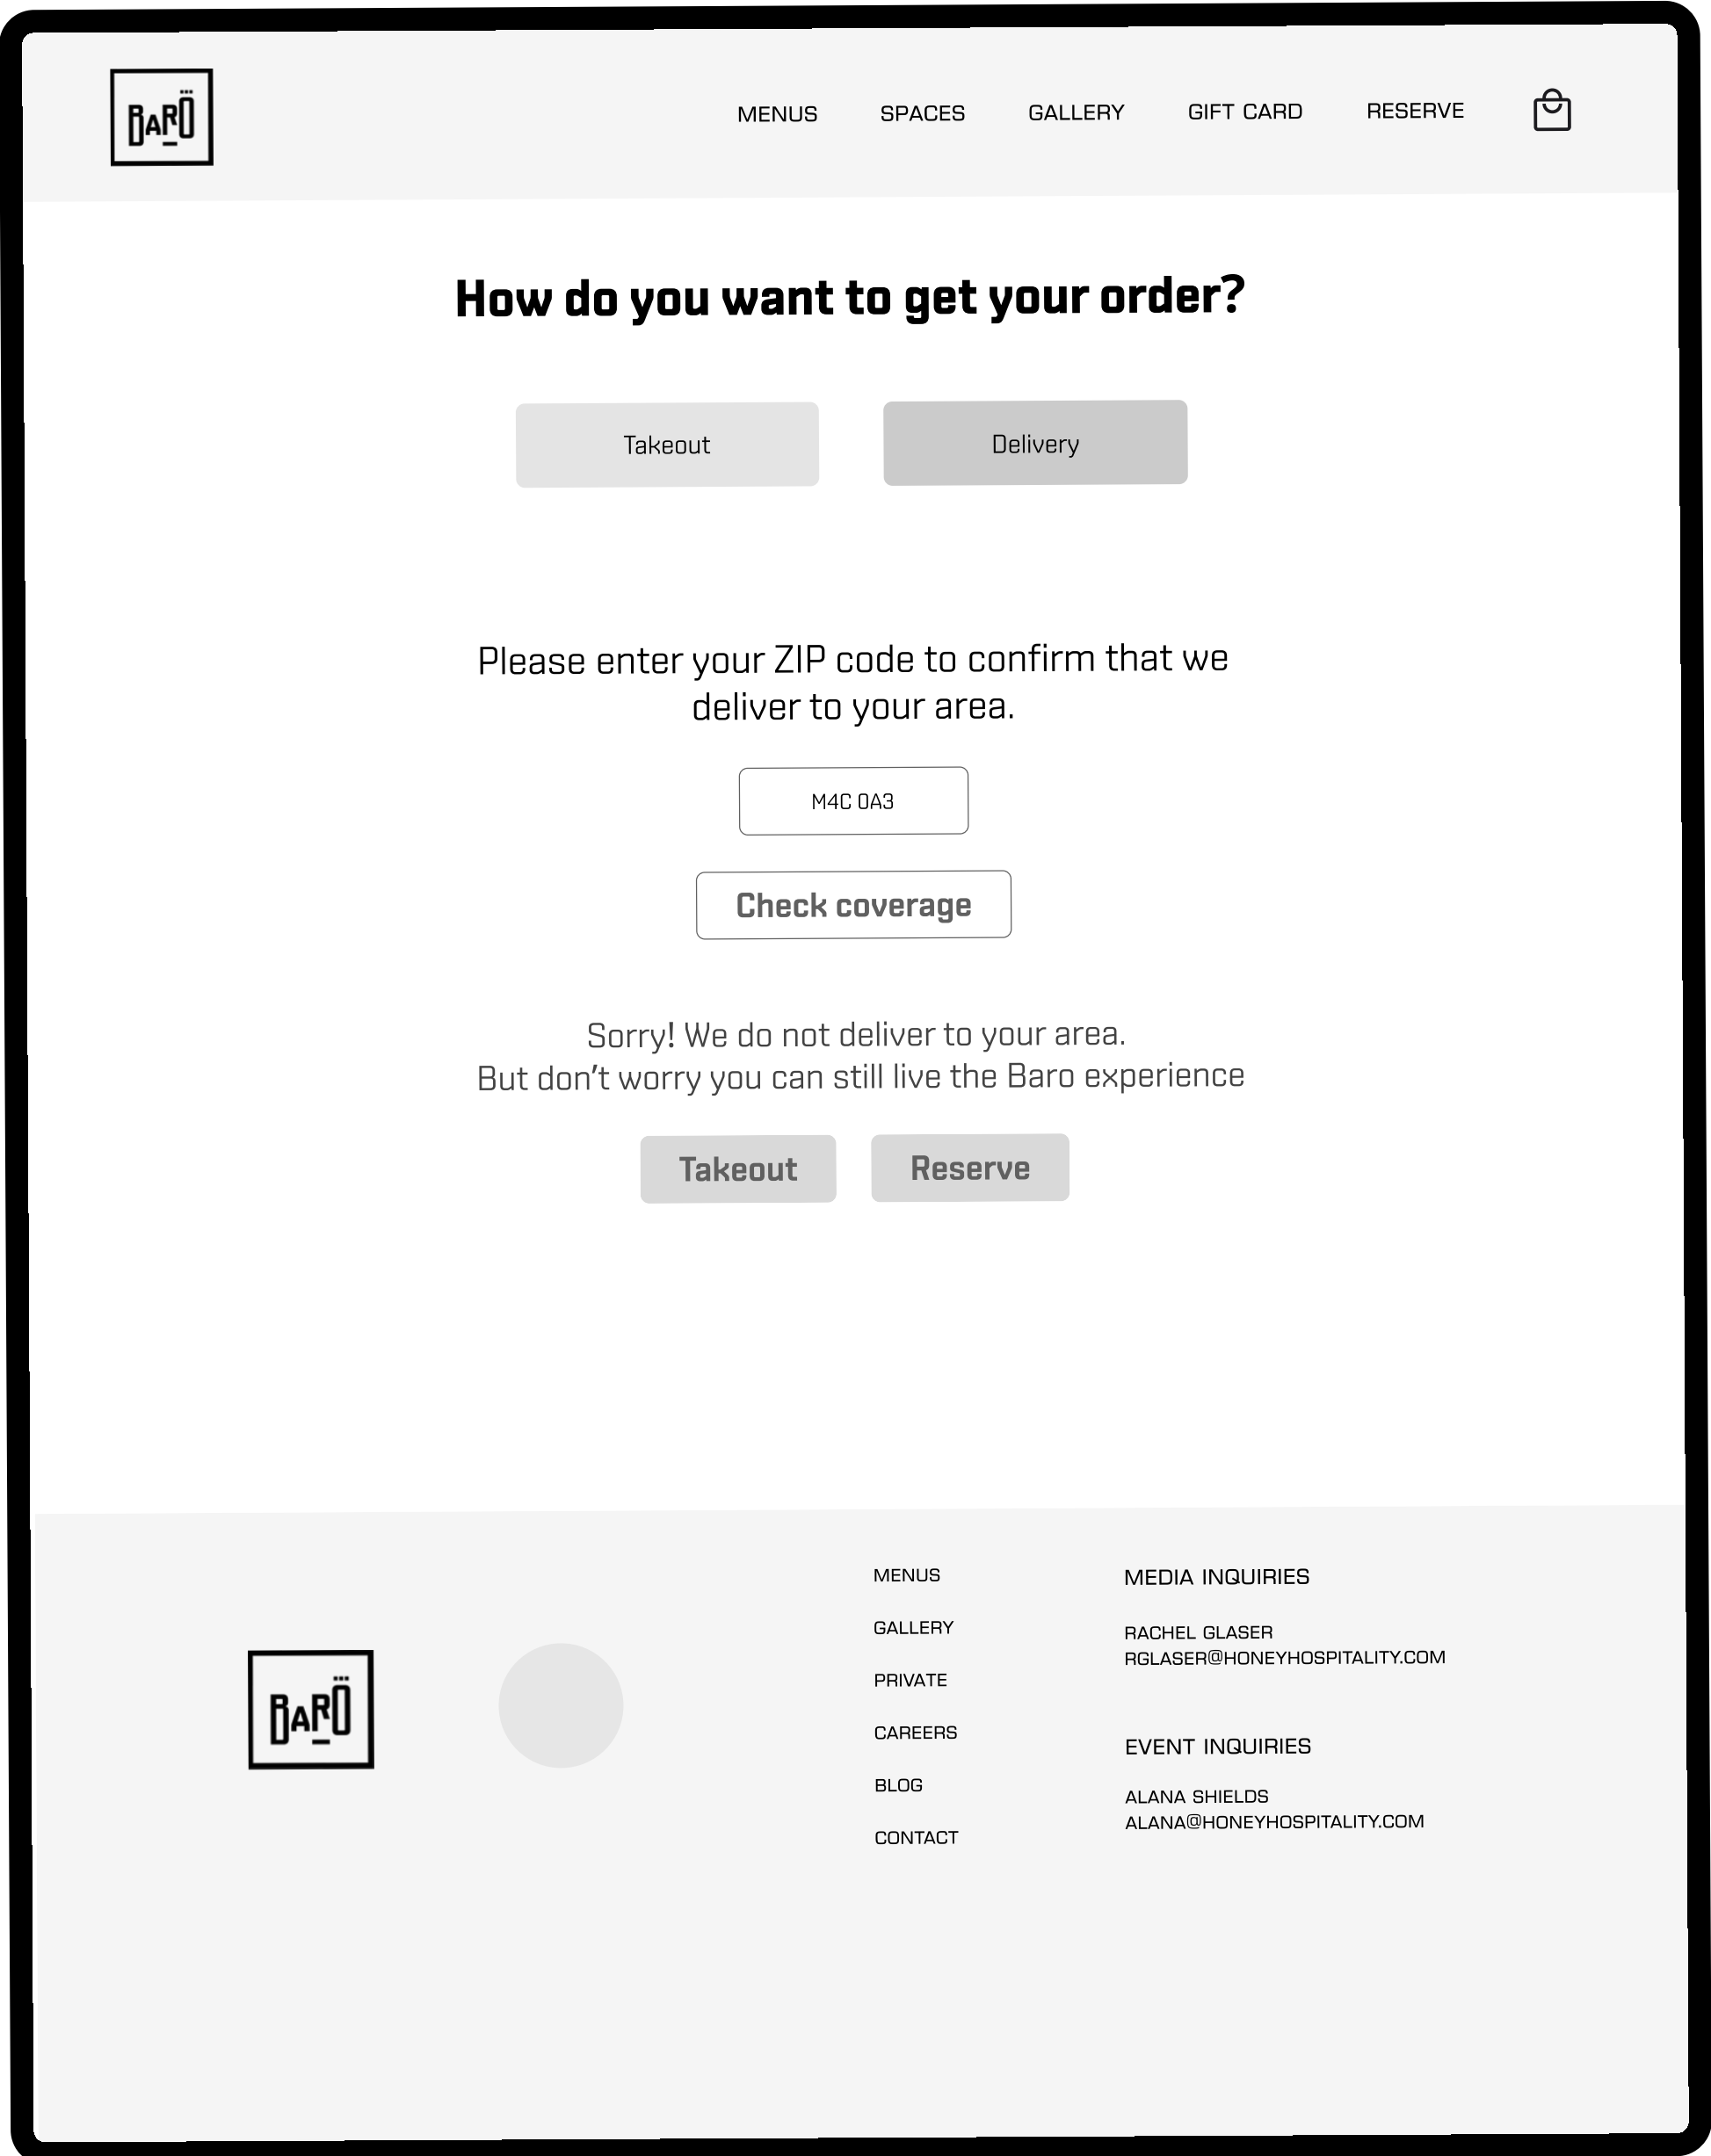 BARÖ
MENUS
SPACES
GALLERY
GIFT CARD
RESERVE
How do you want to get your order?
Takeout
Delivery
Please enter your ZIP code to confirm that we
deliver to your area.
M4C 0A3
Check coverage
Sorry! We do not deliver to your area.
But don’t worry you can still live the Baro experience
Takeout
Reserve
BARÖ
MENUS
GALLERY
PRIVATE
CAREERS
BLOG
CONTACT
MEDIA INQUIRIES
RACHEL GLASER
RGLASER@HONEYHOSPITALITY.COM
EVENT INQUIRIES
ALANA SHIELDS
ALANA@HONEYHOSPITALITY.COM